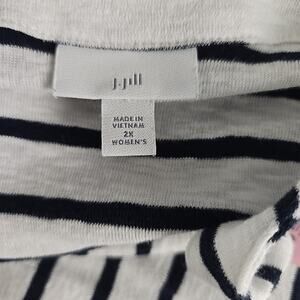 J.Jill
MADE IN
VIETNAM
2X
WOMEN'S